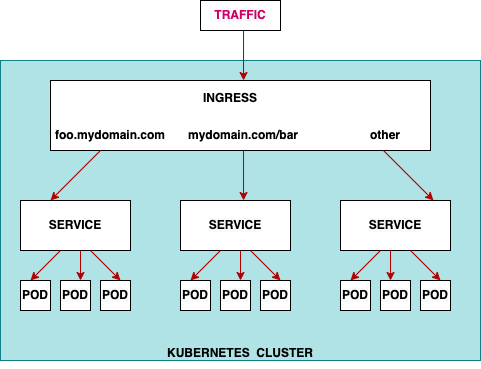 TRAFFIC
INGRESS
foo.mydomain.com mydomain.com/bar other
SERVICE SERVICE SERVICE
POD POD POD POD POD POD POD POD POD
KUBERNETES CLUSTER